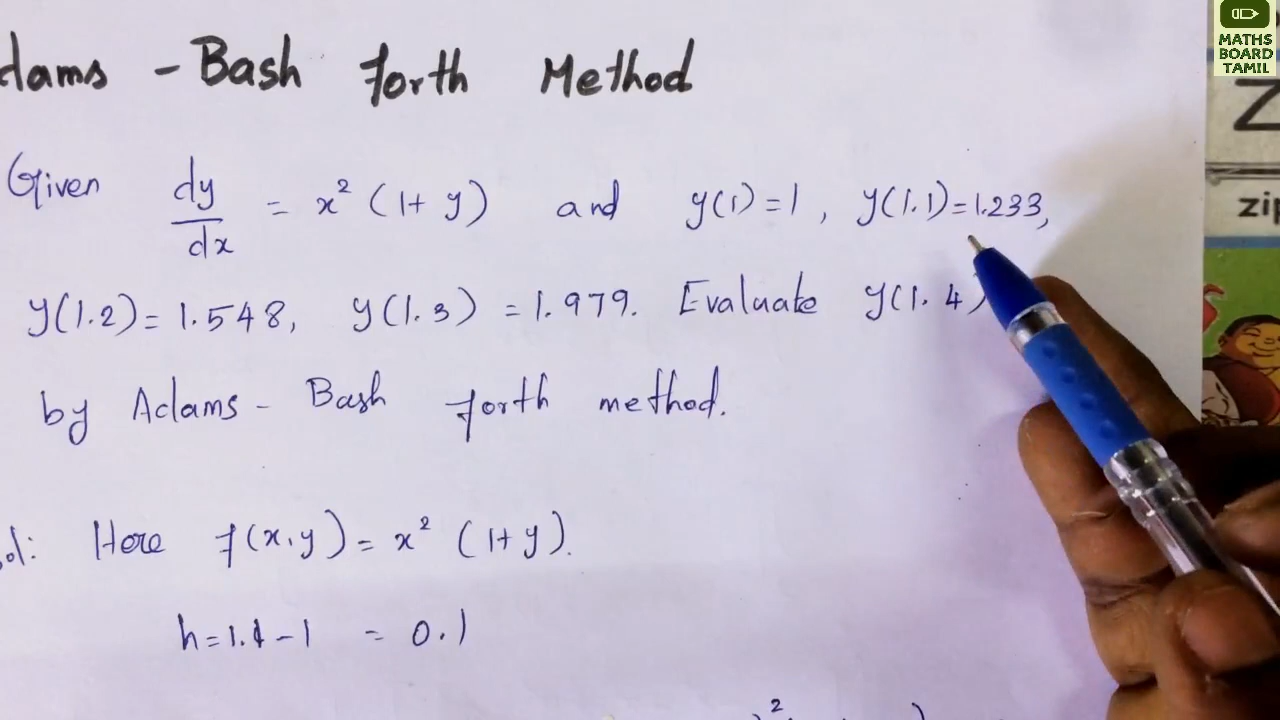 dams - Bash forth Method
Given dy/dx = x² (1+ y) and y(1)=1, y(1.1)=1.233,
y(1.2)=1.548, y(1.3)=1.979. Evaluate y(1.4)
by Adams - Bash forth method.
ol: Here f(x,y)= x² (1+y).
h=1.1-1 = 0.1
MATHS
BOARD
TAMIL
Z
zip